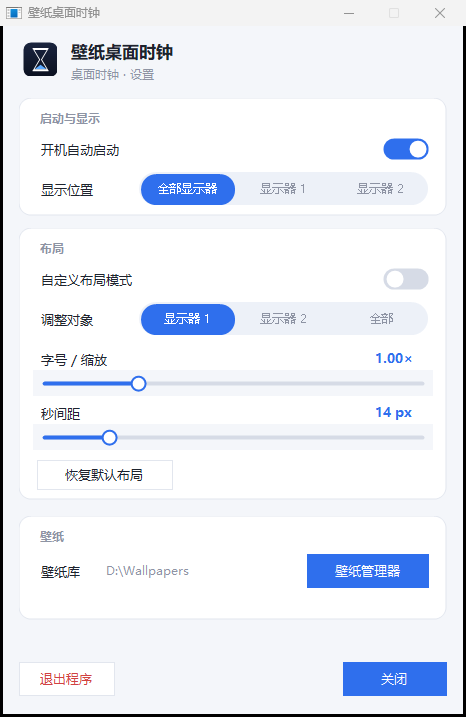 壁纸桌面时钟
壁纸桌面时钟
桌面时钟 · 设置
启动与显示
开机自动启动
显示位置 全部显示器 显示器 1 显示器 2
布局
自定义布局模式
调整对象 显示器 1 显示器 2 全部
字号 / 缩放 1.00×
秒间距 14 px
恢复默认布局
壁纸
壁纸库 D:\Wallpapers 壁纸管理器
退出程序 关闭